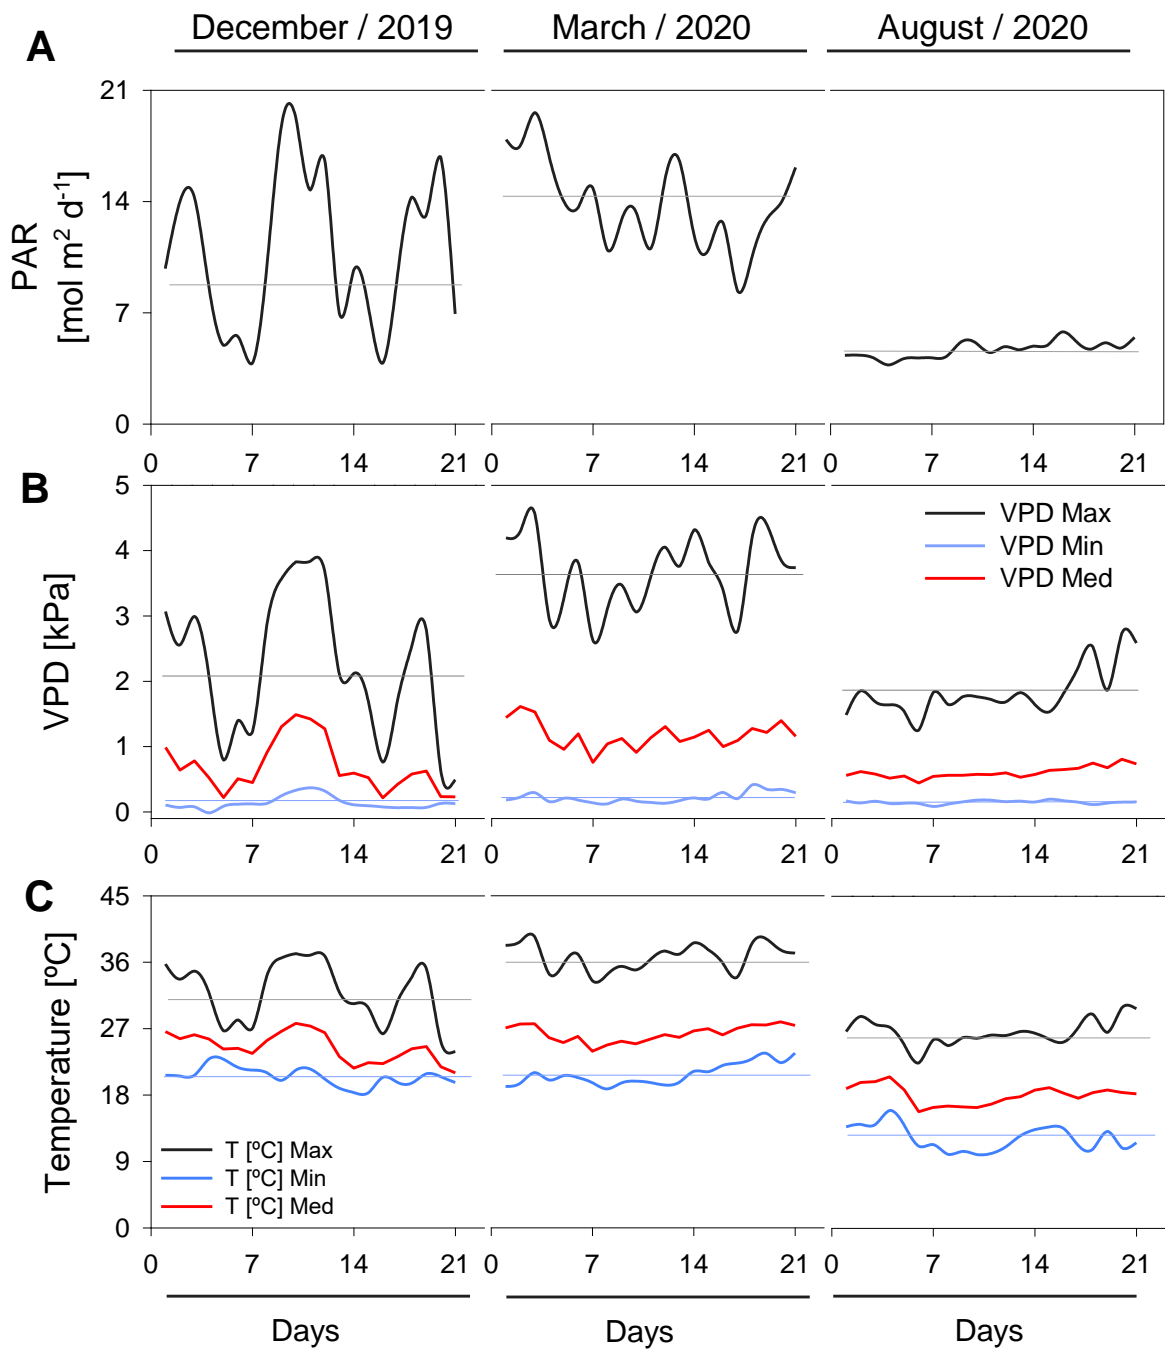 A
December / 2019
March / 2020
August / 2020
PAR
[mol m² d⁻¹]
21
14
7
0
0 7 14 21
0 7 14 21
0 7 14 21
B
VPD [kPa]
5
4
3
2
1
0
VPD Max
VPD Min
VPD Med
0 7 14 21
0 7 14 21
0 7 14 21
C
Temperature [ºC]
45
36
27
18
9
0
T [ºC] Max
T [ºC] Min
T [ºC] Med
0 7 14 21
0 7 14 21
0 7 14 21
Days
Days
Days